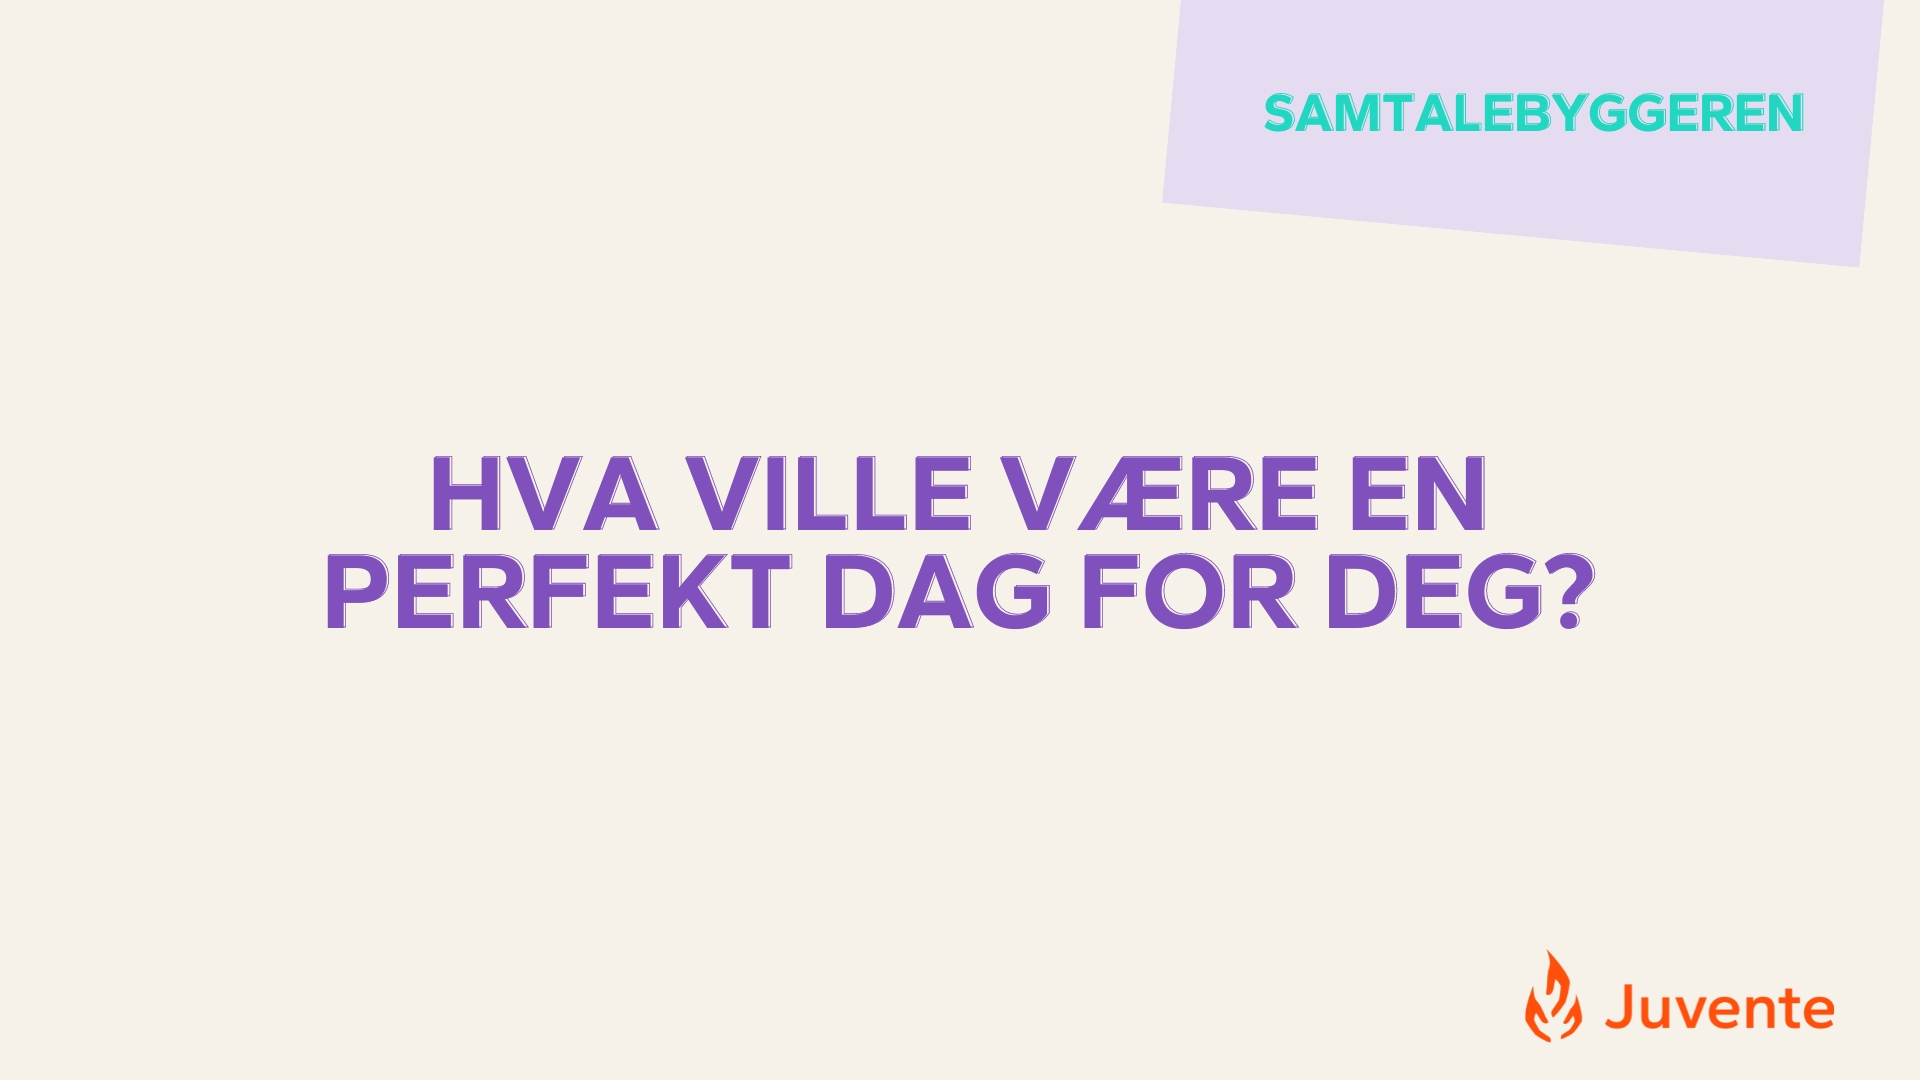 SAMTALEBYGGEREN
HVA VILLE VÆRE EN
PERFEKT DAG FOR DEG?
Juvente